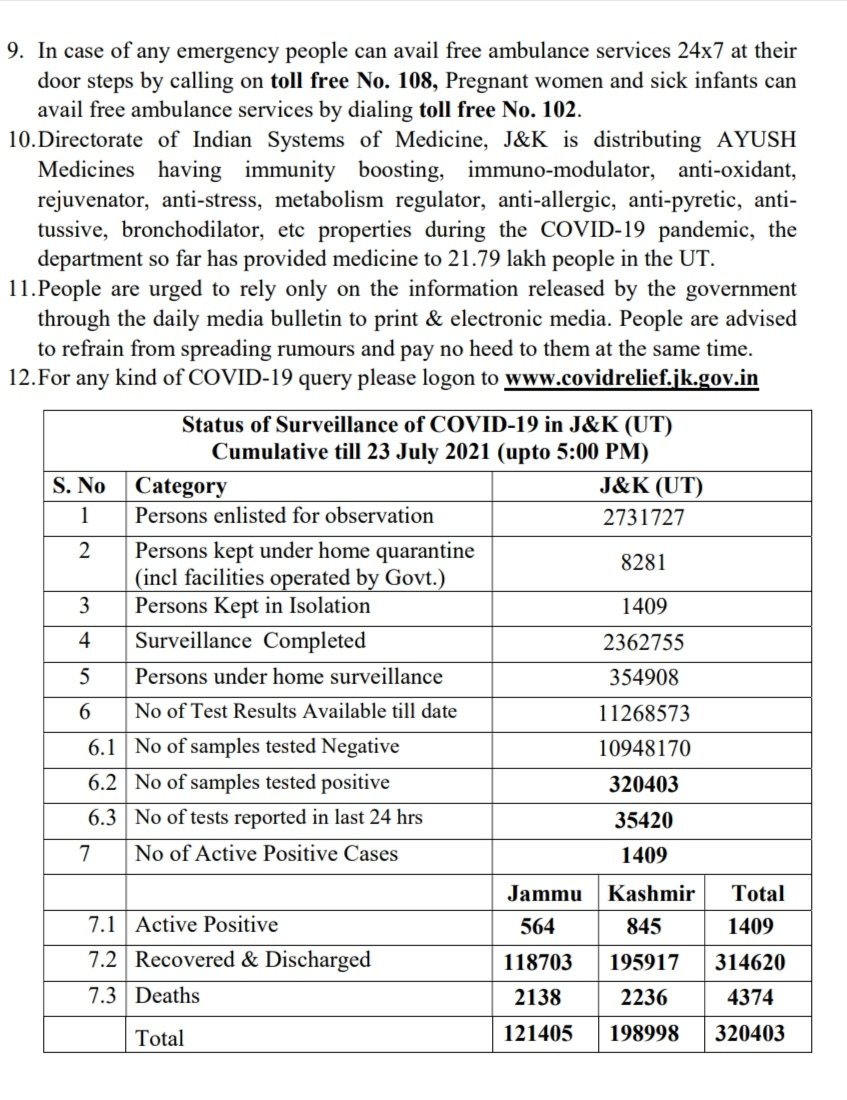 9. In case of any emergency people can avail free ambulance services 24x7 at their
door steps by calling on toll free No. 108, Pregnant women and sick infants can
avail free ambulance services by dialing toll free No. 102.
10.Directorate of Indian Systems of Medicine, J&K is distributing AYUSH
Medicines having immunity boosting, immuno-modulator, anti-oxidant,
rejuvenator, anti-stress, metabolism regulator, anti-allergic, anti-pyretic, anti-
tussive, bronchodilator, etc properties during the COVID-19 pandemic, the
department so far has provided medicine to 21.79 lakh people in the UT.
11.People are urged to rely only on the information released by the government
through the daily media bulletin to print & electronic media. People are advised
to refrain from spreading rumours and pay no heed to them at the same time.
12.For any kind of COVID-19 query please logon to www.covidrelief.jk.gov.in
Status of Surveillance of COVID-19 in J&K (UT)
Cumulative till 23 July 2021 (upto 5:00 PM)
S. No Category J&K (UT)
1 Persons enlisted for observation 2731727
2 Persons kept under home quarantine
(incl facilities operated by Govt.) 8281
3 Persons Kept in Isolation 1409
4 Surveillance Completed 2362755
5 Persons under home surveillance 354908
6 No of Test Results Available till date 11268573
6.1 No of samples tested Negative 10948170
6.2 No of samples tested positive 320403
6.3 No of tests reported in last 24 hrs 35420
7 No of Active Positive Cases 1409
Jammu Kashmir Total
7.1 Active Positive 564 845 1409
7.2 Recovered & Discharged 118703 195917 314620
7.3 Deaths 2138 2236 4374
Total 121405 198998 320403